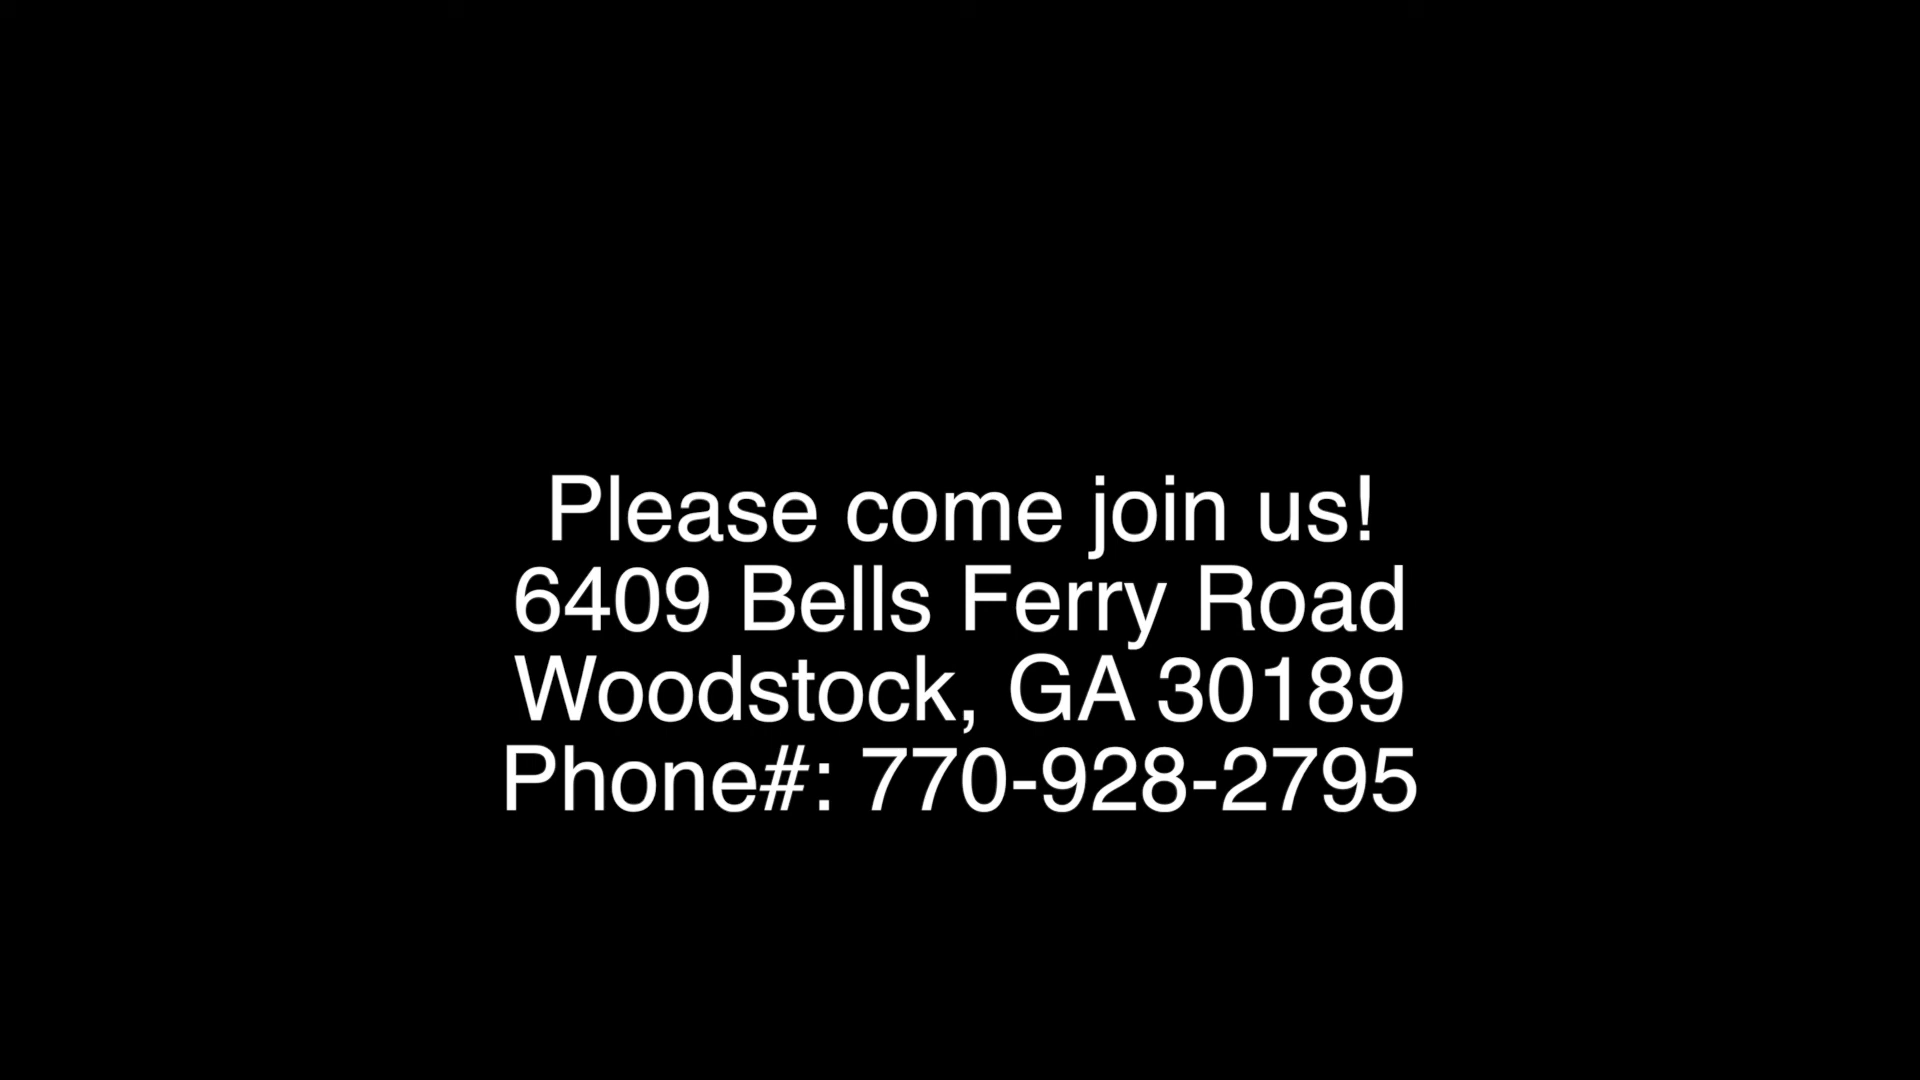 Please come join us!
6409 Bells Ferry Road
Woodstock, GA 30189
Phone#: 770-928-2795